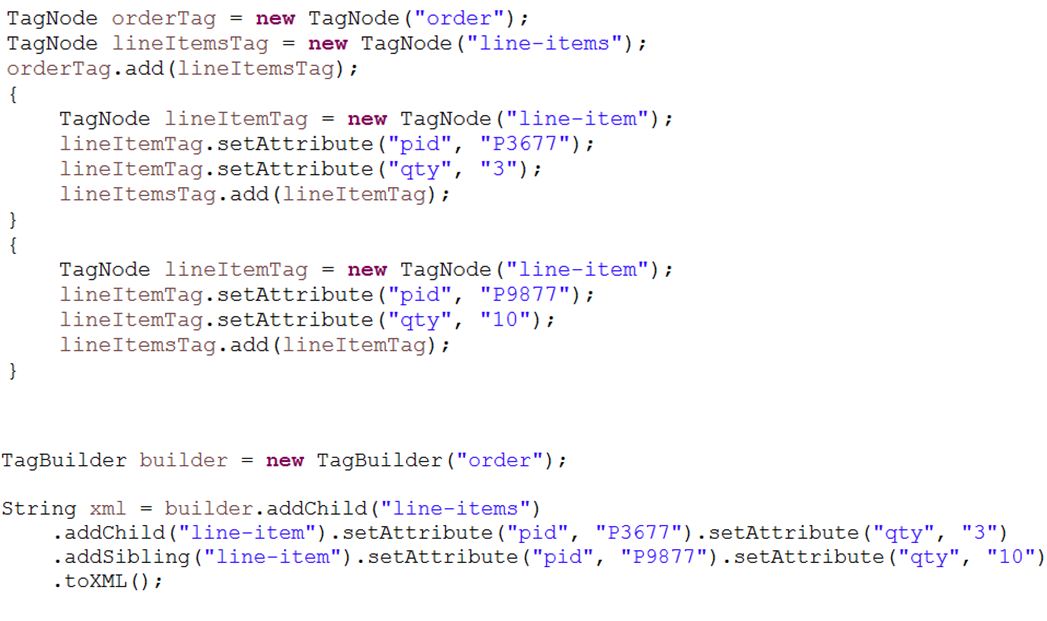 TagNode orderTag = new TagNode("order");
TagNode lineItemsTag = new TagNode("line-items");
orderTag.add(lineItemsTag);
{
    TagNode lineItemTag = new TagNode("line-item");
    lineItemTag.setAttribute("pid", "P3677");
    lineItemTag.setAttribute("qty", "3");
    lineItemsTag.add(lineItemTag);
}
{
    TagNode lineItemTag = new TagNode("line-item");
    lineItemTag.setAttribute("pid", "P9877");
    lineItemTag.setAttribute("qty", "10");
    lineItemsTag.add(lineItemTag);
}
TagBuilder builder = new TagBuilder("order");
String xml = builder.addChild("line-items")
    .addChild("line-item").setAttribute("pid", "P3677").setAttribute("qty", "3")
    .addSibling("line-item").setAttribute("pid", "P9877").setAttribute("qty", "10")
    .toXML();